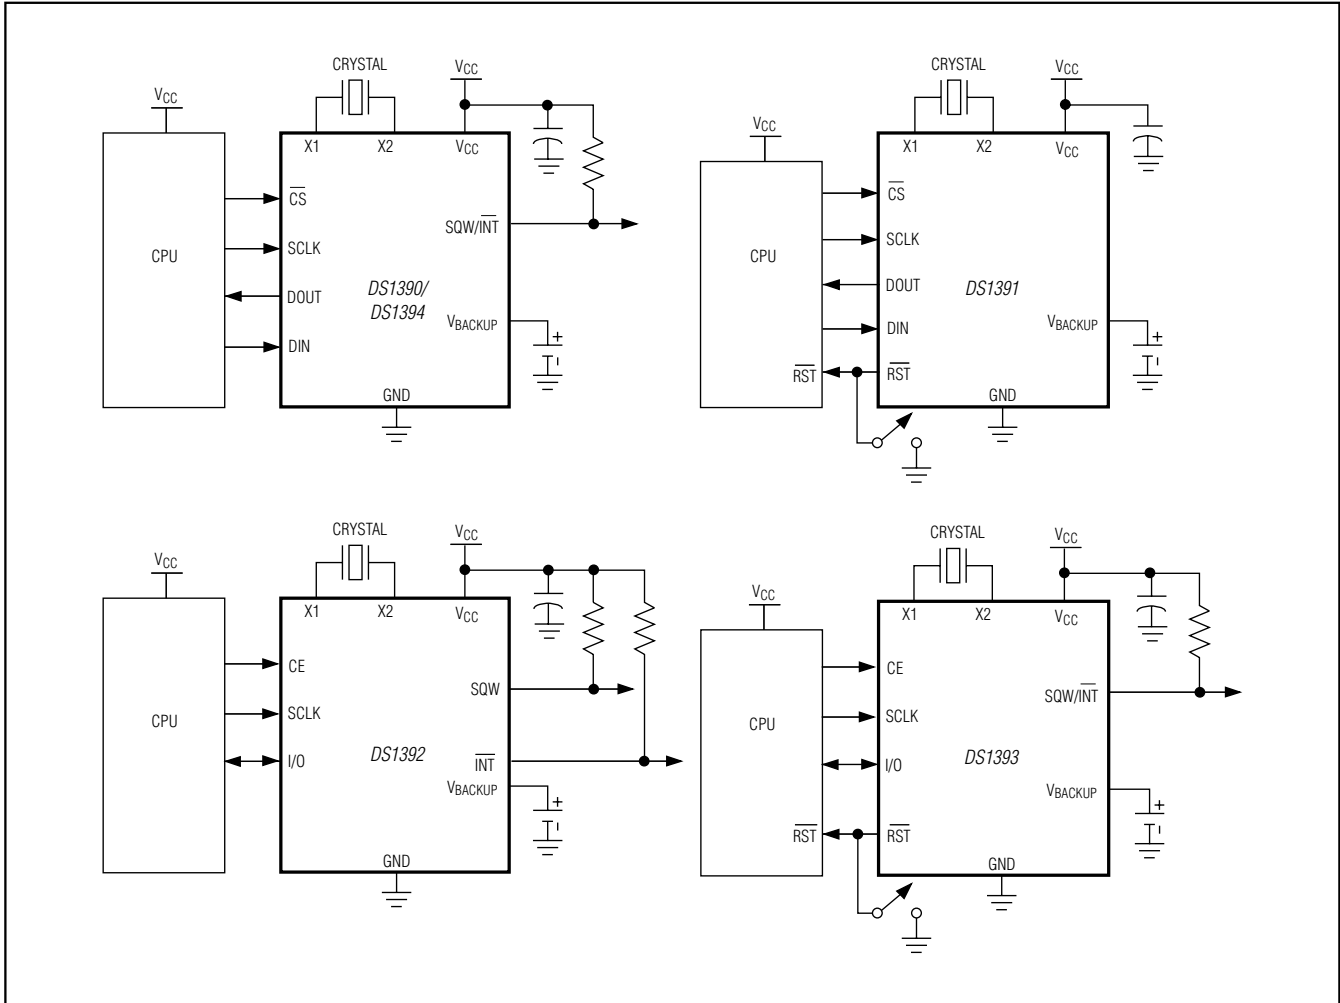 CRYSTAL
VCC
VCC
X1
X2
VCC
CS
SCLK
DOUT
DIN
CPU
DS1390/
DS1394
SQW/INT
VBACKUP
+
GND
CRYSTAL
VCC
VCC
X1
X2
VCC
CS
SCLK
DOUT
DIN
CPU
DS1391
RST
RST
VBACKUP
+
GND
CRYSTAL
VCC
VCC
X1
X2
VCC
CE
SCLK
I/O
CPU
DS1392
SQW
INT
VBACKUP
+
GND
CRYSTAL
VCC
VCC
X1
X2
VCC
CE
SCLK
I/O
CPU
DS1393
SQW/INT
RST
RST
VBACKUP
+
GND